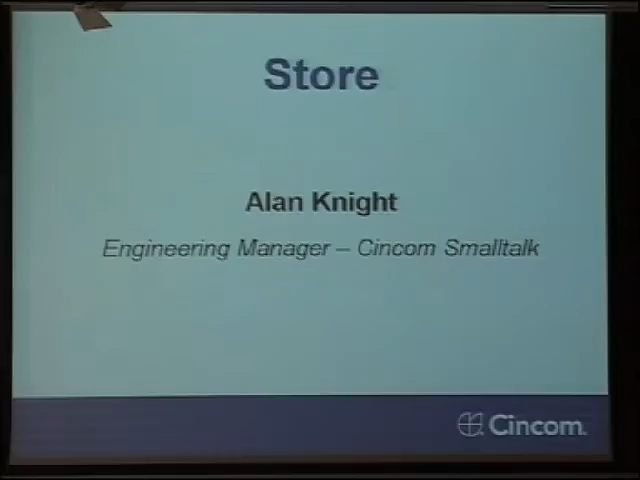 Store
Alan Knight
Engineering Manager – Cincom Smalltalk
Cincom.